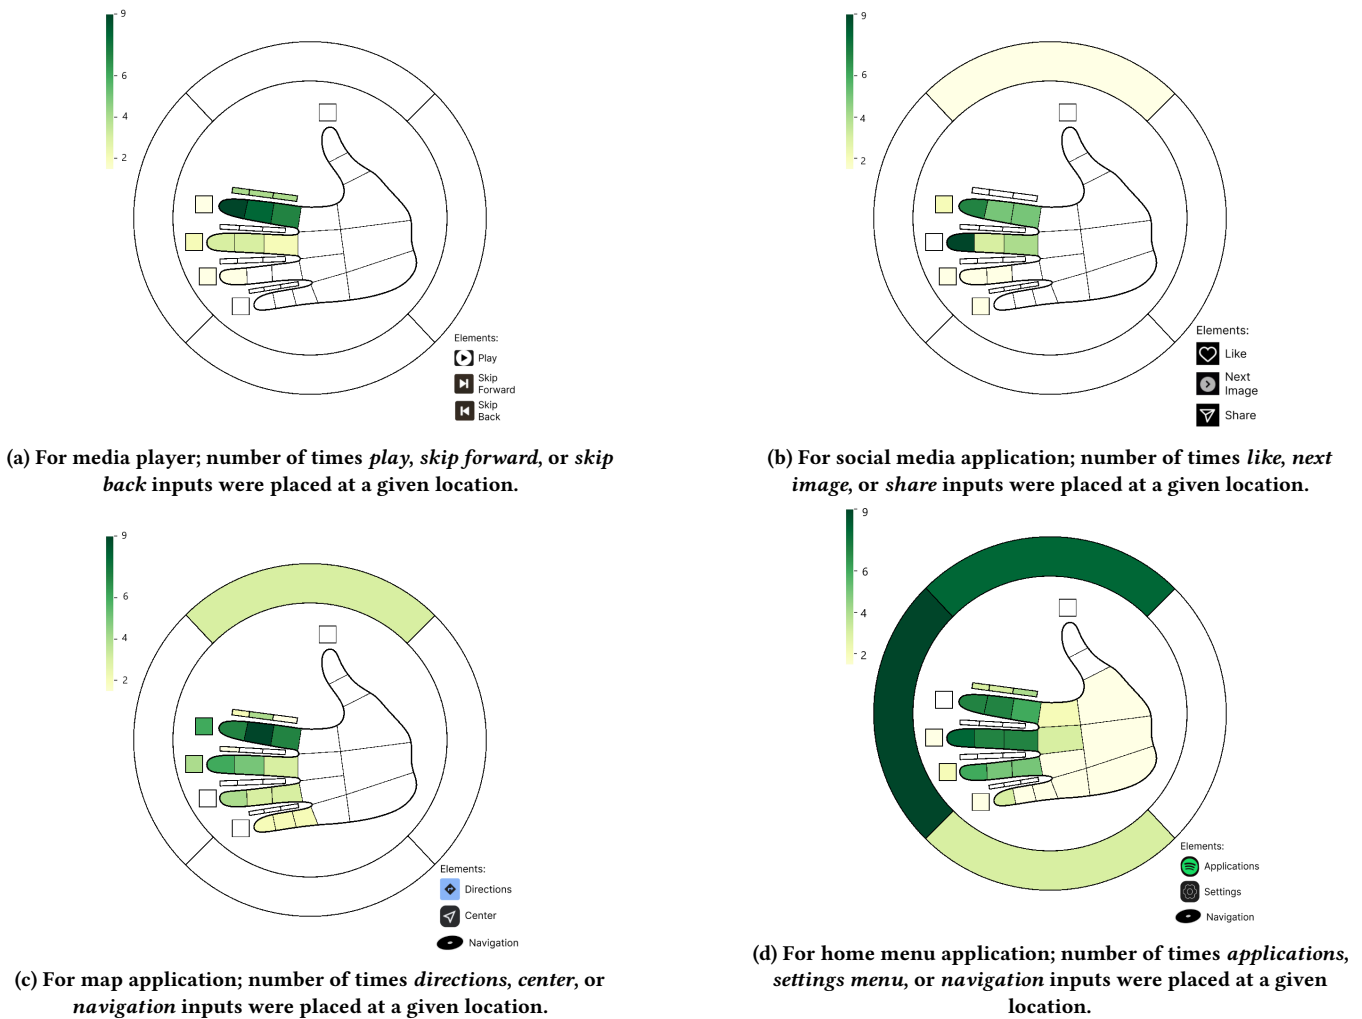 9
6
4
2
Elements:
Play
Skip
Forward
Skip
Back
(a) For media player; number of times play, skip forward, or skip
back inputs were placed at a given location.
9
6
4
2
Elements:
Like
Next
Image
Share
(b) For social media application; number of times like, next
image, or share inputs were placed at a given location.
9
6
4
2
Elements:
Directions
Center
Navigation
(c) For map application; number of times directions, center, or
navigation inputs were placed at a given location.
9
6
4
2
Elements:
Applications
Settings
Navigation
(d) For home menu application; number of times applications,
settings menu, or navigation inputs were placed at a given
location.